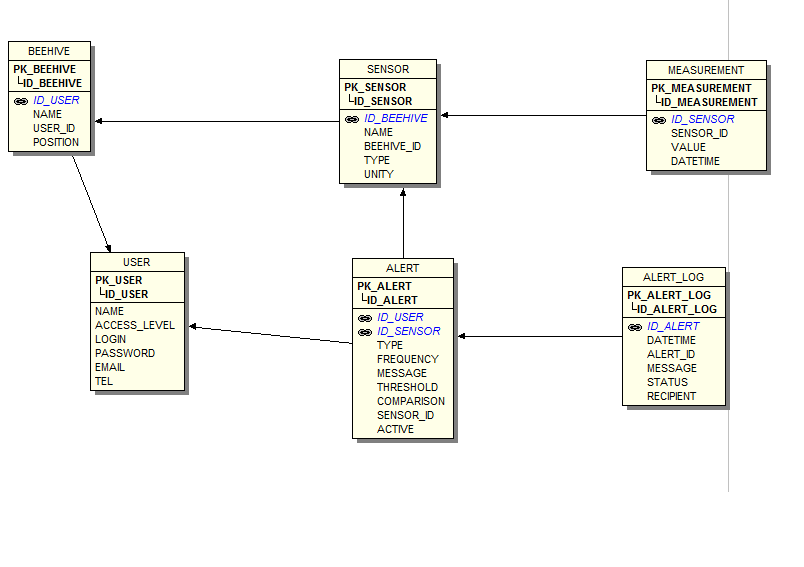 BEEHIVE
PK_BEEHIVE
ID_BEEHIVE
ID_USER
NAME
USER_ID
POSITION
SENSOR
PK_SENSOR
ID_SENSOR
ID_BEEHIVE
NAME
BEEHIVE_ID
TYPE
UNITY
MEASUREMENT
PK_MEASUREMENT
ID_MEASUREMENT
ID_SENSOR
SENSOR_ID
VALUE
DATETIME
USER
PK_USER
ID_USER
NAME
ACCESS_LEVEL
LOGIN
PASSWORD
EMAIL
TEL
ALERT
PK_ALERT
ID_ALERT
ID_USER
ID_SENSOR
TYPE
FREQUENCY
MESSAGE
THRESHOLD
COMPARISON
SENSOR_ID
ACTIVE
ALERT_LOG
PK_ALERT_LOG
ID_ALERT_LOG
ID_ALERT
DATETIME
ALERT_ID
MESSAGE
STATUS
RECIPIENT